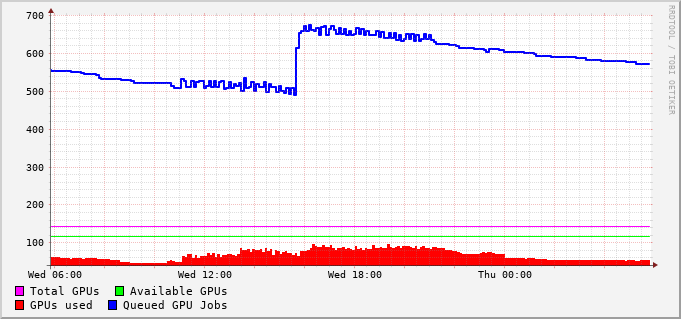 700
600
500
400
300
200
100
Wed 06:00 Wed 12:00 Wed 18:00 Thu 00:00
Total GPUs Available GPUs
GPUs used Queued GPU Jobs
RRDTOOL / TOBI OETIKER